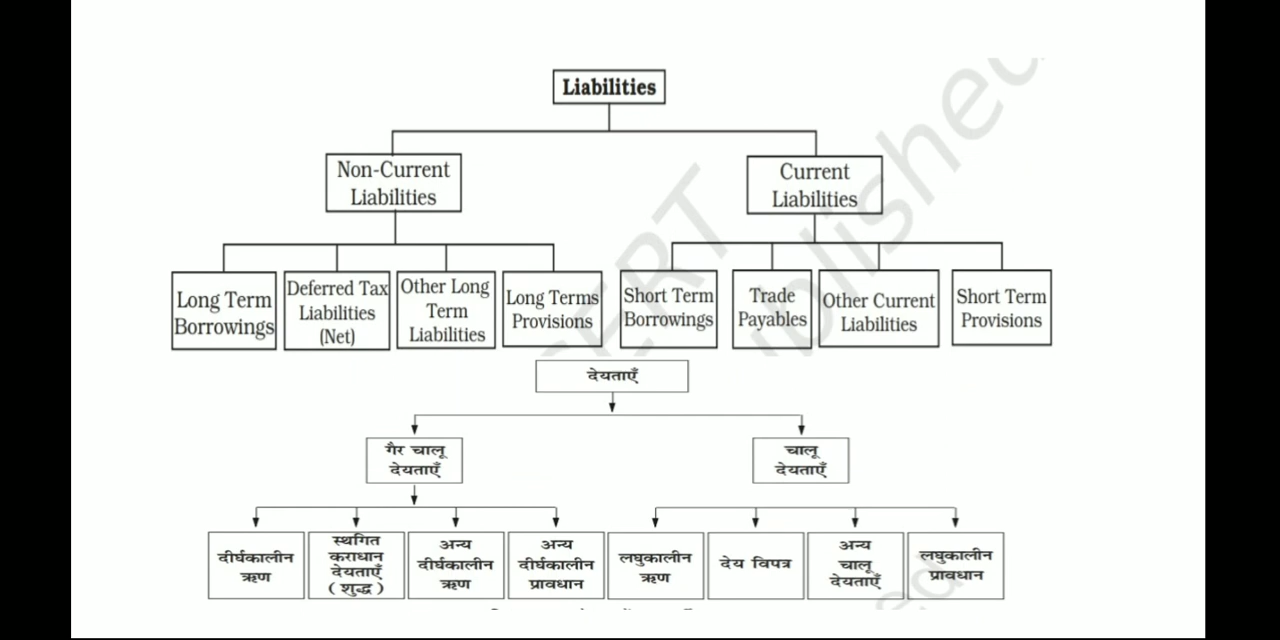 Liabilities
Non-Current
Liabilities
Current
Liabilities
Long Term
Borrowings
Deferred Tax
Liabilities
(Net)
Other Long
Term
Liabilities
Long Terms
Provisions
Short Term
Borrowings
Trade
Payables
Other Current
Liabilities
Short Term
Provisions
देयताएँ
गैर चालू
देयताएँ
चालू
देयताएँ
दीर्घकालीन
ऋण
स्थगित
कराधान
देयताएँ
( शुद्ध )
अन्य
दीर्घकालीन
ऋण
अन्य
दीर्घकालीन
प्रावधान
लघुकालीन
ऋण
देय विपत्र
अन्य
चालू
देयताएँ
लघुकालीन
प्रावधान